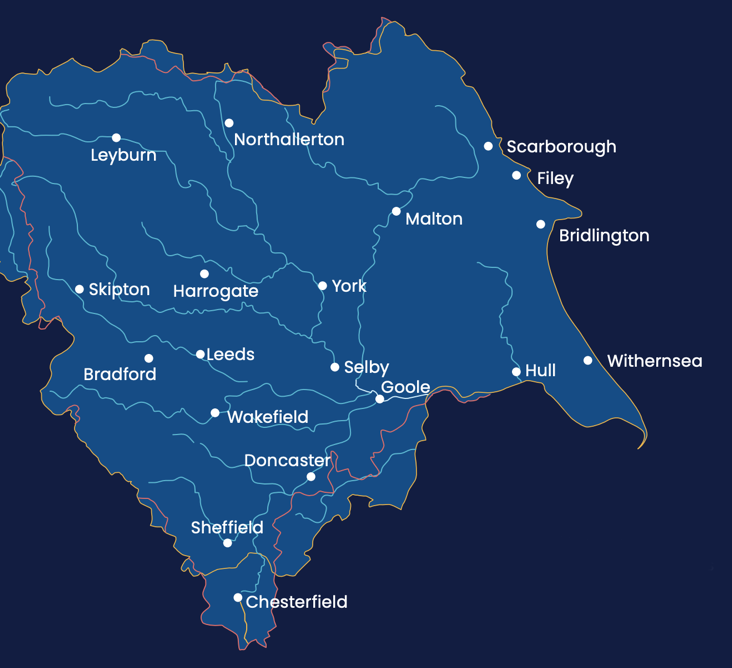 Northallerton
Scarborough
Leyburn
Filey
Malton
Bridlington
Skipton
Harrogate
York
Leeds
Bradford
Selby
Withernsea
Hull
Goole
Wakefield
Doncaster
Sheffield
Chesterfield